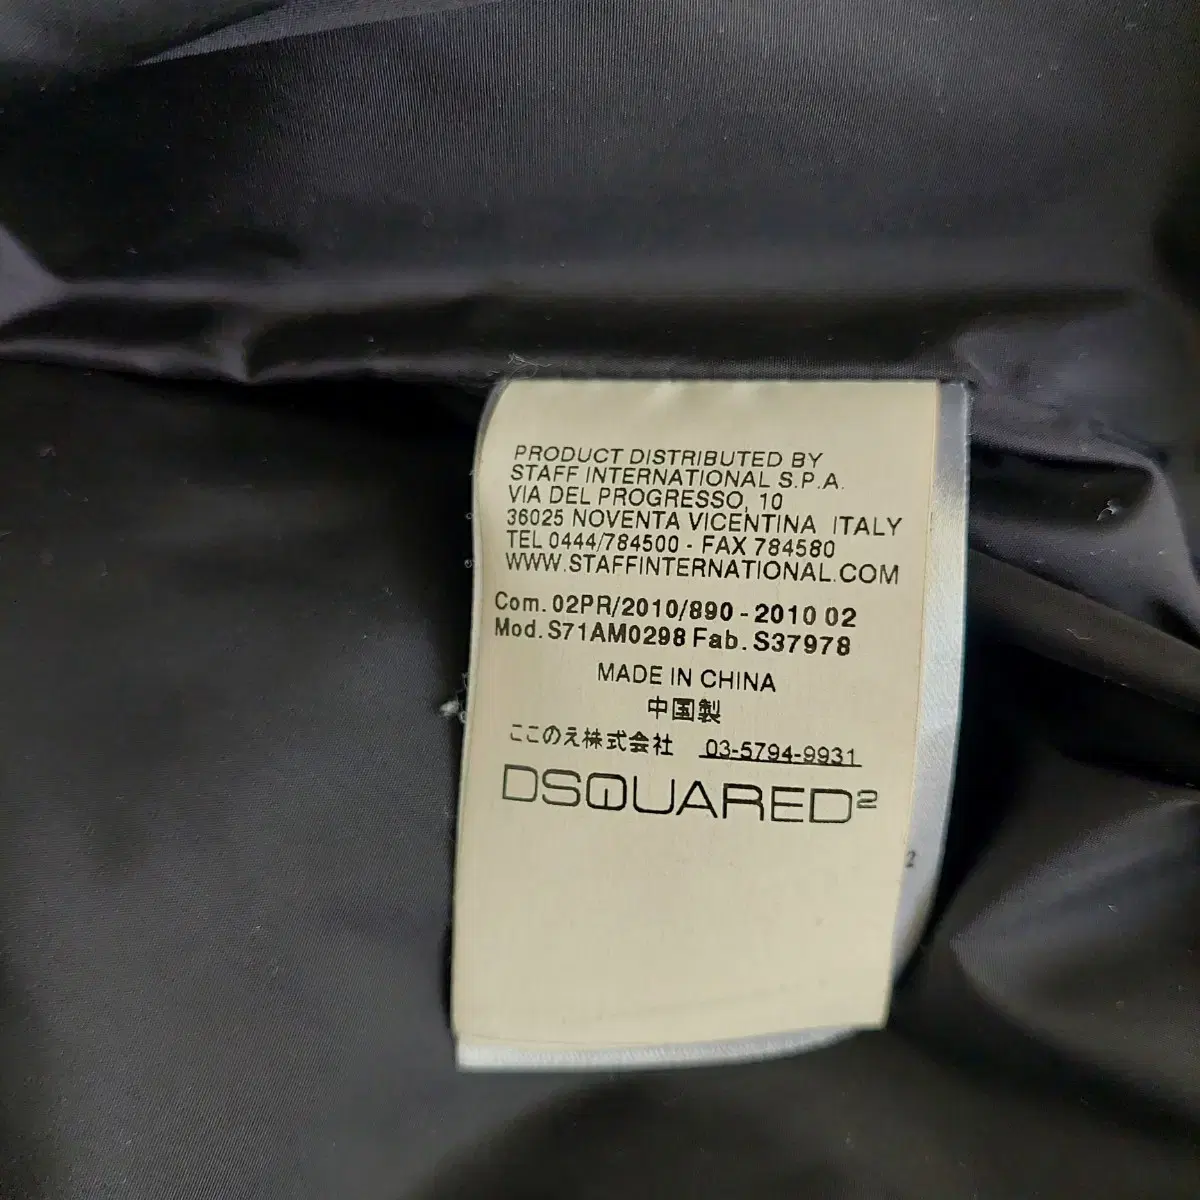 PRODUCT DISTRIBUTED BY
STAFF INTERNATIONAL S.P.A.
VIA DEL PROGRESSO, 10
36025 NOVENTA VICENTINA ITALY
TEL 0444/784500 - FAX 784580
WWW.STAFFINTERNATIONAL.COM
Com. 02PR/2010/890 - 2010 02
Mod. S71AM0298 Fab. S37978
MADE IN CHINA
中国製
ここのえ株式会社 03-5794-9931
DSQUARED2
2